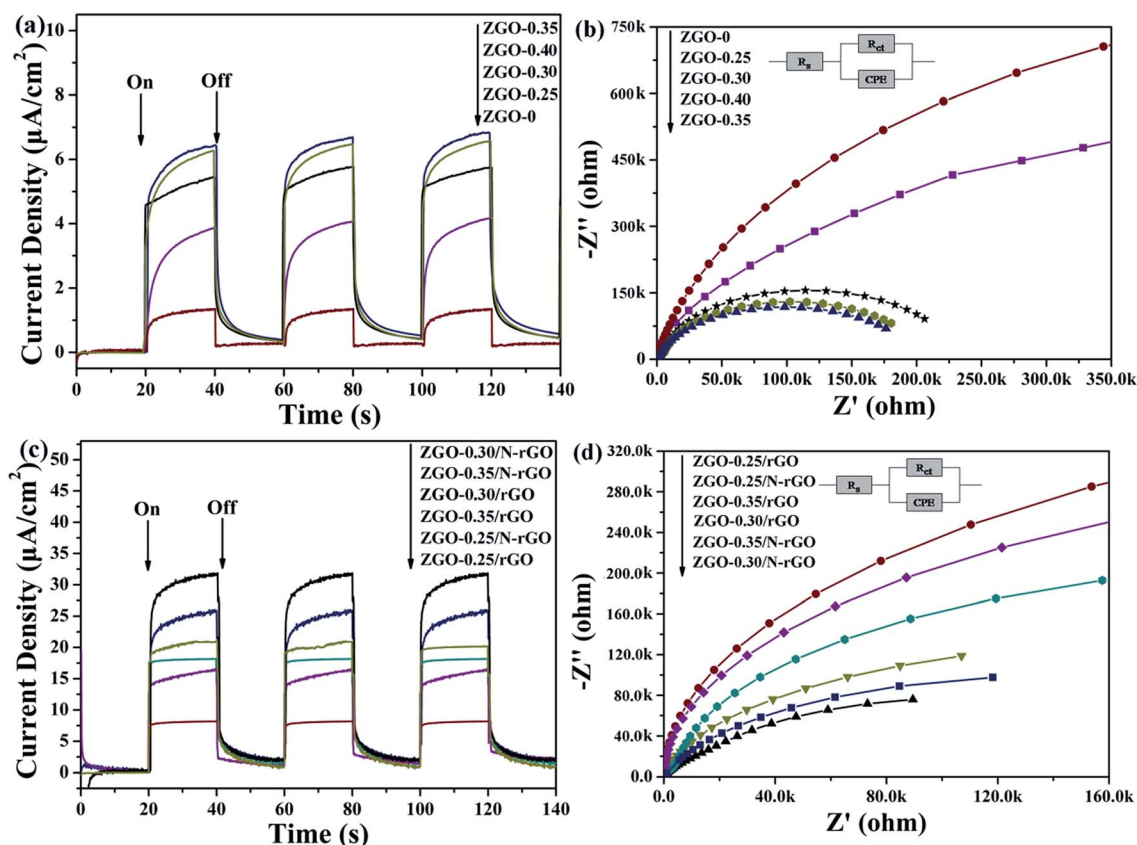 (a)
10
8
6
4
2
0
Current Density (μA/cm²)
On
Off
ZGO-0.35
ZGO-0.40
ZGO-0.30
ZGO-0.25
ZGO-0
0 20 40 60 80 100 120 140
Time (s)
(b)
750k
600k
450k
300k
150k
0
-Z'' (ohm)
ZGO-0
ZGO-0.25
ZGO-0.30
ZGO-0.40
ZGO-0.35
Rs
Rct
CPE
0.0 50.0k 100.0k 150.0k 200.0k 250.0k 300.0k 350.0k
Z' (ohm)
(c)
50
45
40
35
30
25
20
15
10
5
0
Current Density (μA/cm²)
On
Off
ZGO-0.30/N-rGO
ZGO-0.35/N-rGO
ZGO-0.30/rGO
ZGO-0.35/rGO
ZGO-0.25/N-rGO
ZGO-0.25/rGO
0 20 40 60 80 100 120 140
Time (s)
(d)
320.0k
280.0k
240.0k
200.0k
160.0k
120.0k
80.0k
40.0k
0.0
-Z'' (ohm)
ZGO-0.25/rGO
ZGO-0.25/N-rGO
ZGO-0.35/rGO
ZGO-0.30/rGO
ZGO-0.35/N-rGO
ZGO-0.30/N-rGO
Rs
Rct
CPE
0.0 40.0k 80.0k 120.0k 160.0k
Z' (ohm)